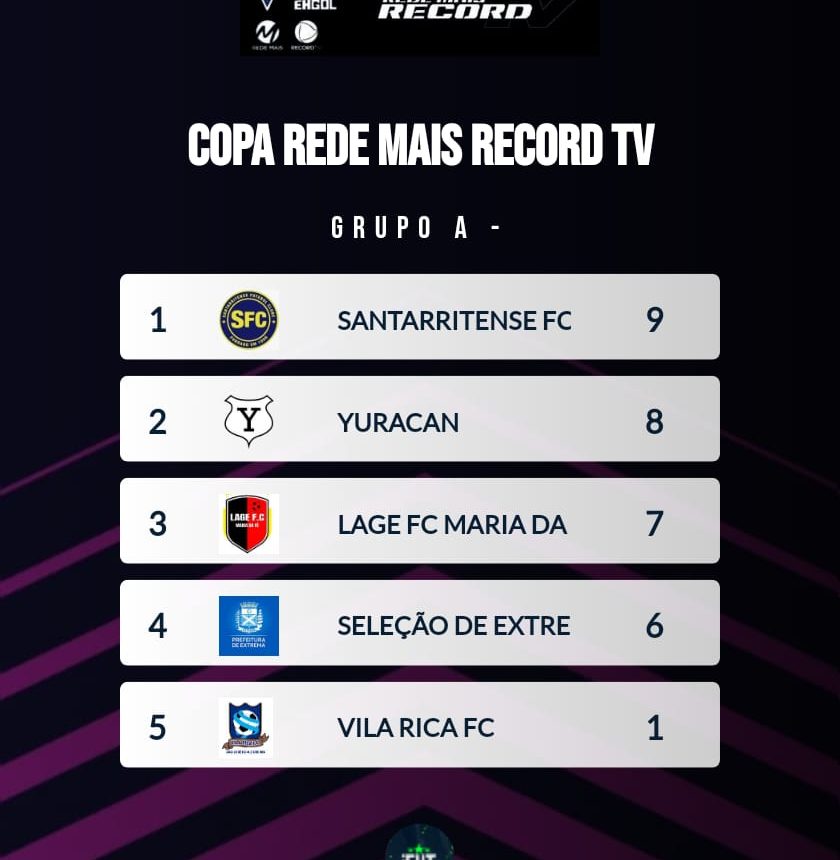 EHGOL
REDE MAIS
RECORD
REDE MAIS RECORD
COPA REDE MAIS RECORD TV
GRUPO A -
1 SFC SANTARRITENSE FC 9
2 Y YURACAN 8
3 LAGE F.C LAGE FC MARIA DA 7
4 PREFEITURA
DE EXTREMA SELEÇÃO DE EXTRE 6
5 VILA RICA FC 1